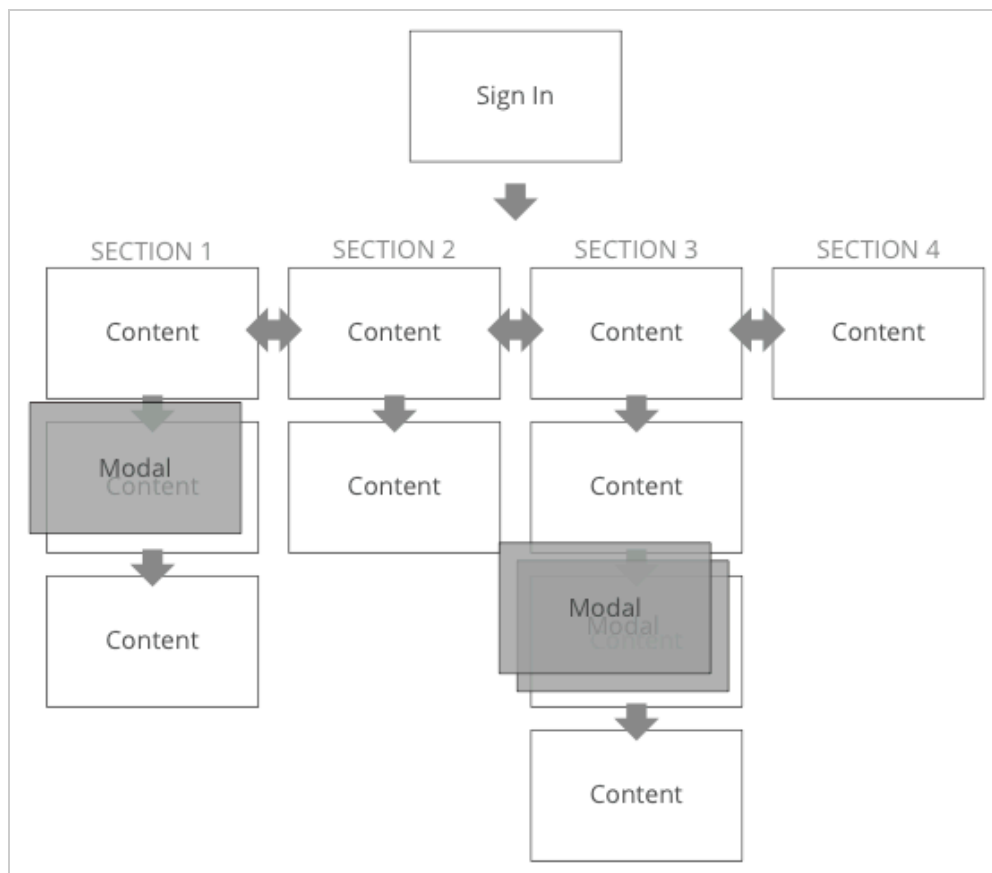 Sign In
SECTION 1 SECTION 2 SECTION 3 SECTION 4
Content Content Content Content
Modal
Content Content Content
Modal
Modal
Content Content
Content